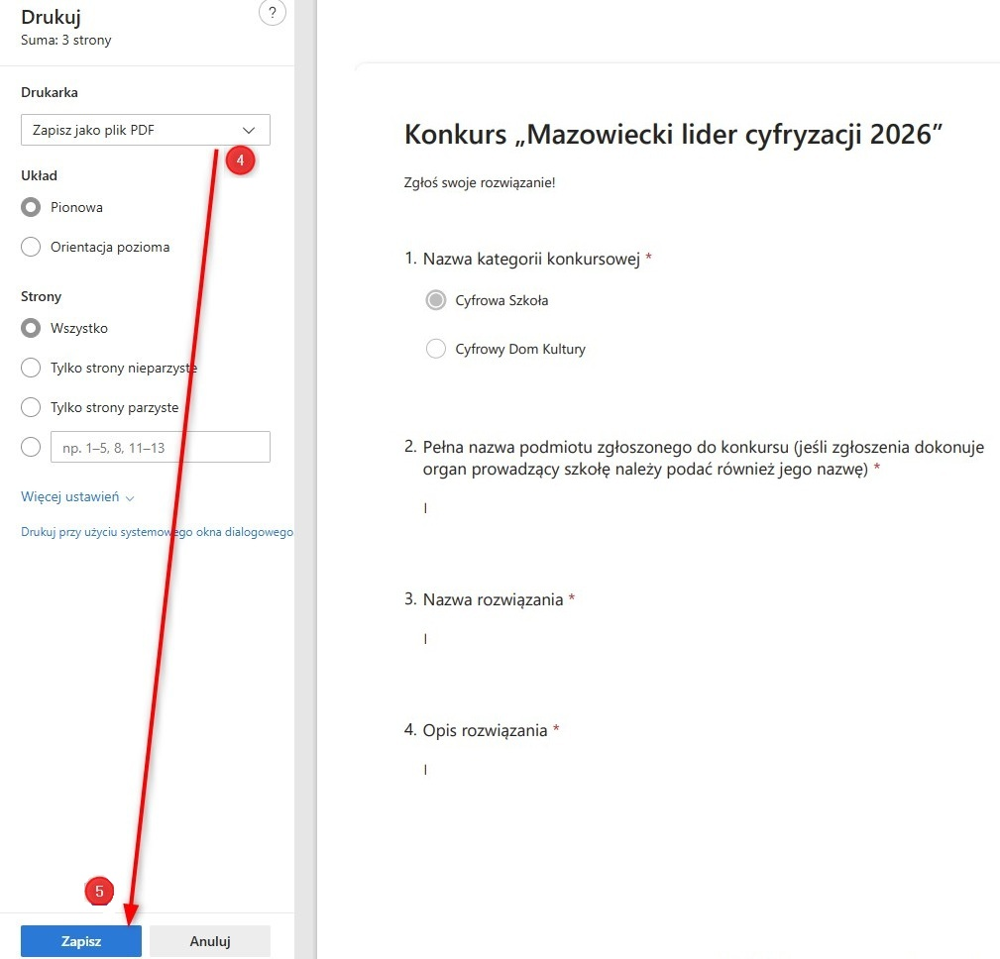 Drukuj
?
Suma: 3 strony
Drukarka
Zapisz jako plik PDF
4
Układ
Pionowa
Orientacja pozioma
Strony
Wszystko
Tylko strony nieparzyste
Tylko strony parzyste
np. 1–5, 8, 11–13
Więcej ustawień
Drukuj przy użyciu systemowego okna dialogowego
5
Zapisz
Anuluj
Konkurs „Mazowiecki lider cyfryzacji 2026”
Zgłoś swoje rozwiązanie!
1. Nazwa kategorii konkursowej *
Cyfrowa Szkoła
Cyfrowy Dom Kultury
2. Pełna nazwa podmiotu zgłoszonego do konkursu (jeśli zgłoszenia dokonuje
organ prowadzący szkołę należy podać również jego nazwę) *
l
3. Nazwa rozwiązania *
l
4. Opis rozwiązania *
l